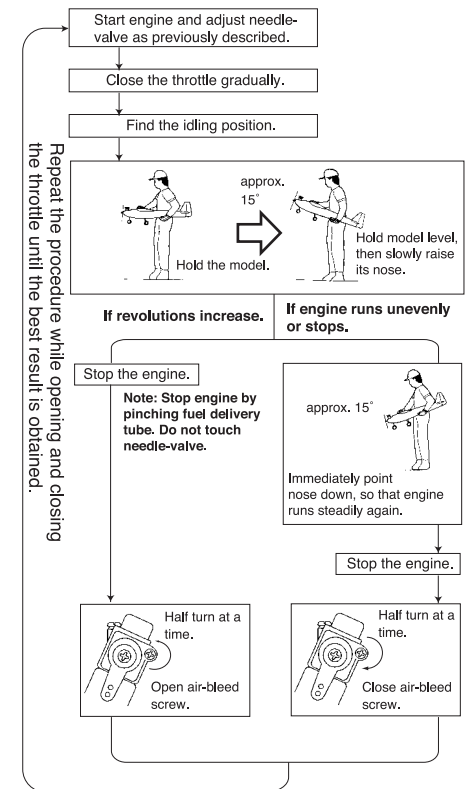 Start engine and adjust needle-
valve as previously described.
Close the throttle gradually.
Find the idling position.
approx.
15°
Hold the model.
Hold model level,
then slowly raise
its nose.
If revolutions increase.
If engine runs unevenly
or stops.
Stop the engine.
Note: Stop engine by
pinching fuel delivery
tube. Do not touch
needle-valve.
approx. 15°
Immediately point
nose down, so that engine
runs steadily again.
Stop the engine.
Half turn at a
time.
Open air-bleed
screw.
Half turn at a
time.
Close air-bleed
screw.
Repeat the procedure while opening and closing
the throttle until the best result is obtained.